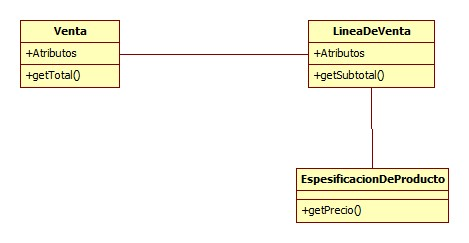 Venta
+Atributos
+getTotal()
LineaDeVenta
+Atributos
+getSubtotal()
EspesificacionDeProducto
+getPrecio()